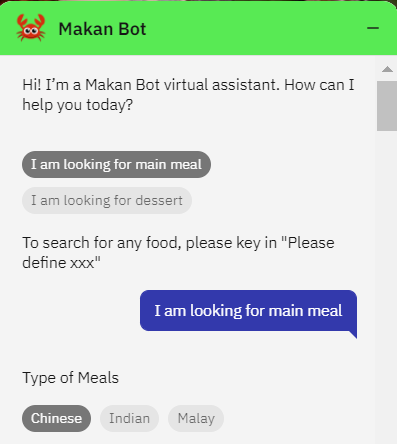 Makan Bot
Hi! I’m a Makan Bot virtual assistant. How can I
help you today?
I am looking for main meal
I am looking for dessert
To search for any food, please key in "Please
define xxx"
I am looking for main meal
Type of Meals
Chinese Indian Malay